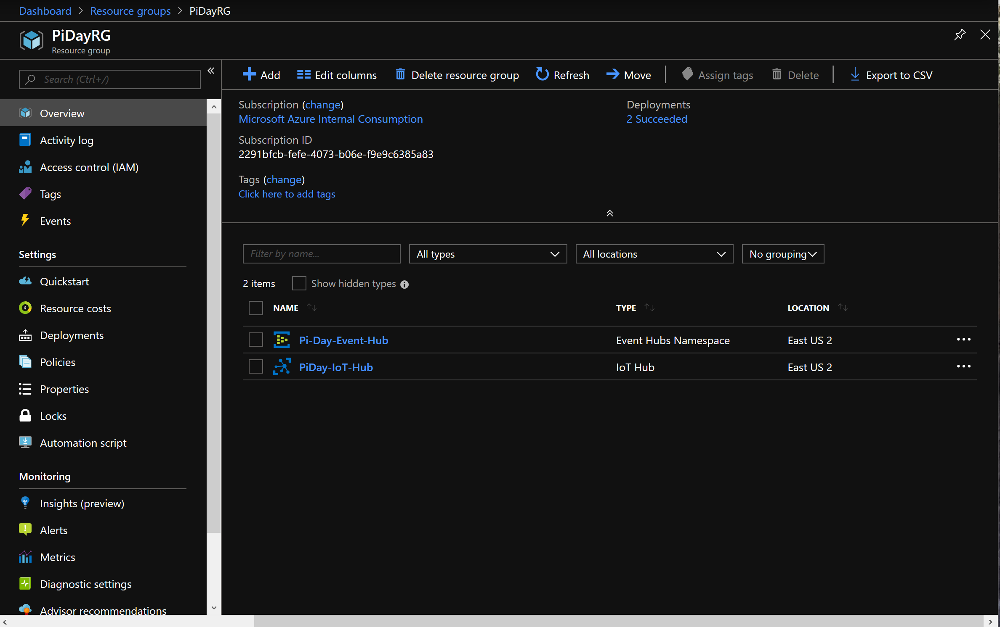 Dashboard > Resource groups > PiDayRG
PiDayRG
Resource group
Search (Ctrl+/)
Overview
Activity log
Access control (IAM)
Tags
Events
Settings
Quickstart
Resource costs
Deployments
Policies
Properties
Locks
Automation script
Monitoring
Insights (preview)
Alerts
Metrics
Diagnostic settings
Advisor recommendations
Add Edit columns Delete resource group Refresh Move Assign tags Delete Export to CSV
Subscription (change)
Microsoft Azure Internal Consumption
Deployments
2 Succeeded
Subscription ID
2291bfcb-fefe-4073-b06e-f9e9c6385a83
Tags (change)
Click here to add tags
Filter by name... All types All locations No grouping
2 items Show hidden types
NAME TYPE LOCATION
Pi-Day-Event-Hub Event Hubs Namespace East US 2
PiDay-IoT-Hub IoT Hub East US 2